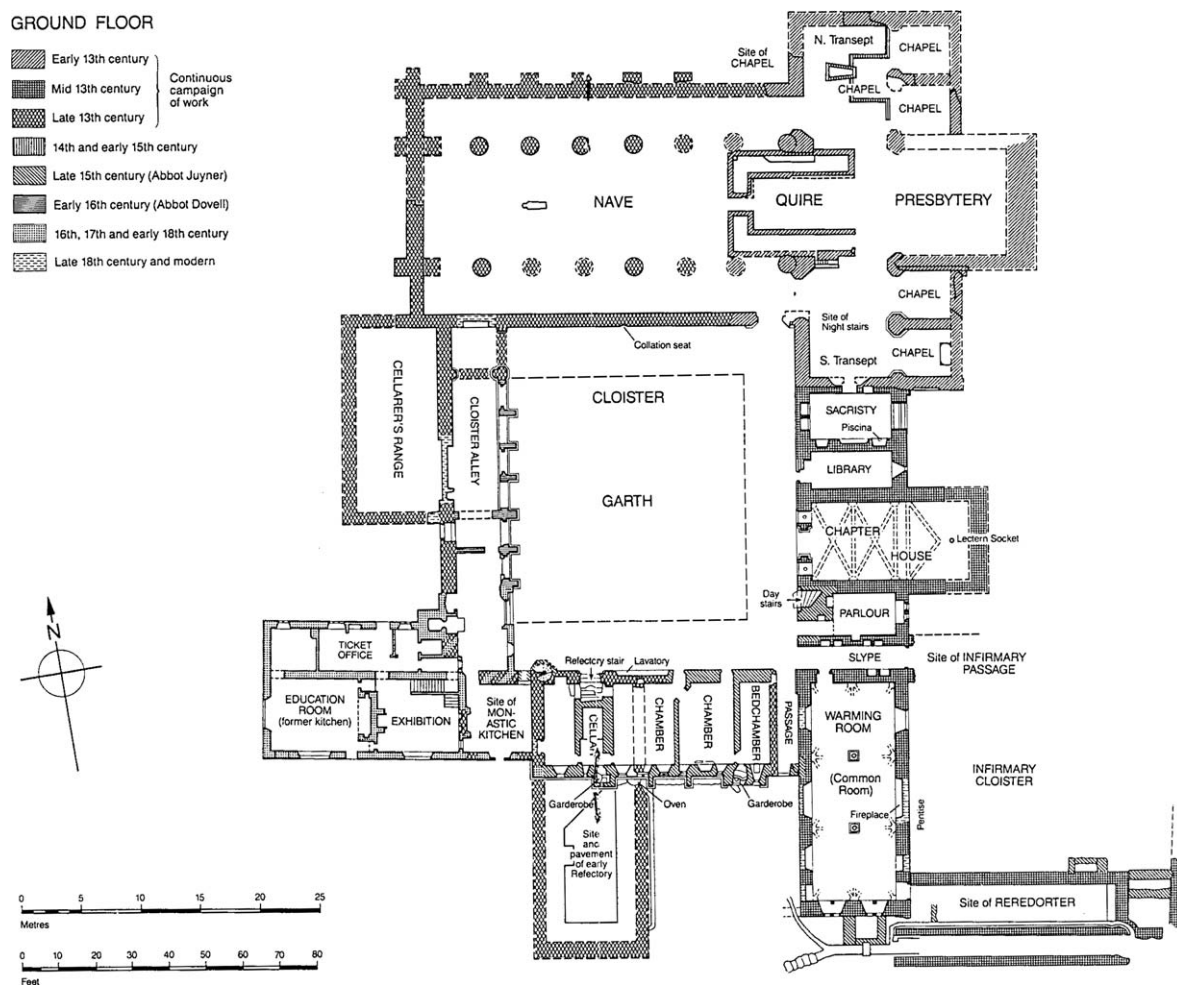 GROUND FLOOR
Early 13th century
Mid 13th century
Late 13th century
Continuous
campaign
of work
14th and early 15th century
Late 15th century (Abbot Juyner)
Early 16th century (Abbot Dovell)
16th, 17th and early 18th century
Late 18th century and modern
N. Transept
Site of
CHAPEL
CHAPEL
CHAPEL
CHAPEL
NAVE
QUIRE
PRESBYTERY
CHAPEL
Site of
Night stairs
Collation seat
S. Transept
CHAPEL
CELLARER'S RANGE
CLOISTER ALLEY
CLOISTER
GARTH
SACRISTY
Piscina
LIBRARY
CHAPTER
HOUSE
Lectern Socket
Day
stairs
PARLOUR
N
TICKET
OFFICE
Refectory stair
Lavatory
SLYPE
Site of INFIRMARY
PASSAGE
EDUCATION
ROOM
(former kitchen)
EXHIBITION
Site of
MON-
ASTIC
KITCHEN
CELLAR
CHAMBER
CHAMBER
BEDCHAMBER
PASSAGE
WARMING
ROOM
(Common
Room)
Fireplace
Pentise
INFIRMARY
CLOISTER
Garderobe
Oven
Garderobe
Site
and
pavement
of early
Refectory
Site of REREDORTER
0 5 10 15 20 25
Metres
0 10 20 30 40 50 60 70 80
Feet